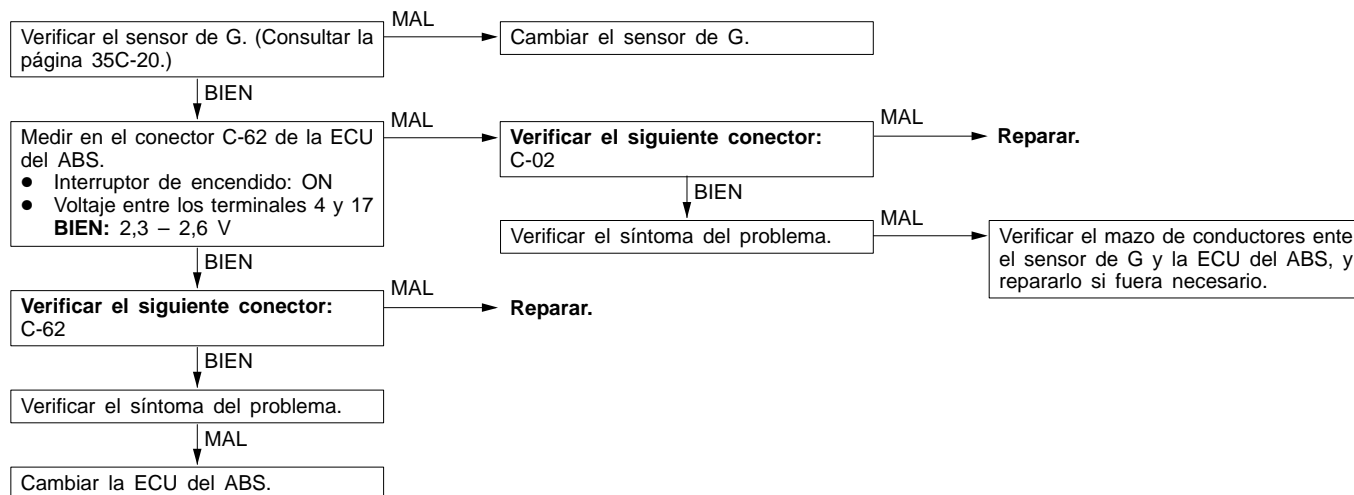 Verificar el sensor de G. (Consultar la
página 35C-20.)
MAL
Cambiar el sensor de G.
BIEN
Medir en el conector C-62 de la ECU
del ABS.
● Interruptor de encendido: ON
● Voltaje entre los terminales 4 y 17
BIEN: 2,3 – 2,6 V
MAL
Verificar el siguiente conector:
C-02
MAL
Reparar.
BIEN
Verificar el síntoma del problema.
MAL
Verificar el mazo de conductores ente
el sensor de G y la ECU del ABS, y
repararlo si fuera necesario.
BIEN
Verificar el siguiente conector:
C-62
MAL
Reparar.
BIEN
Verificar el síntoma del problema.
MAL
Cambiar la ECU del ABS.